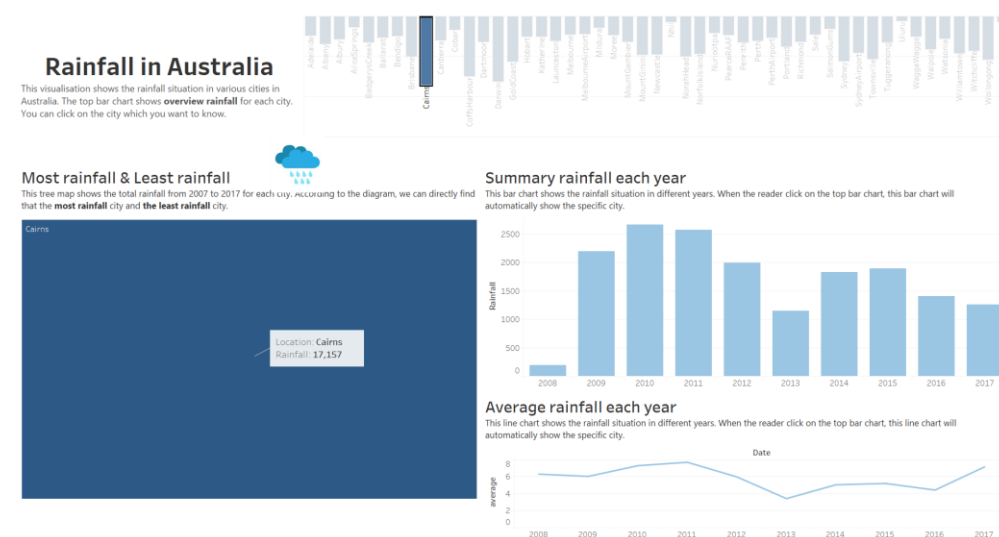 Rainfall in Australia
This visualisation shows the rainfall situation in various cities in
Australia. The top bar chart shows overview rainfall for each city.
You can click on the city which you want to know.
Adelaide
Albany
Albury
AliceSprings
BadgerysCreek
Ballarat
Bendigo
Brisbane
Cairns
Canberra
Cobar
CoffsHarbour
Dartmoor
Darwin
GoldCoast
Hobart
Katherine
Launceston
Melbourne
MelbourneAirport
Mildura
Moree
MountGambier
MountGinini
Newcastle
Nhil
NorahHead
NorfolkIsland
Nuriootpa
PearceRAAF
Penrith
Perth
PerthAirport
Portland
Richmond
Sale
SalmonGums
Sydney
SydneyAirport
Townsville
Tuggeranong
Uluru
WaggaWagga
Walpole
Watsonia
Williamtown
Witchcliffe
Wollongong
Most rainfall & Least rainfall
This tree map shows the total rainfall from 2007 to 2017 for each city. According to the diagram, we can directly find
that the most rainfall city and the least rainfall city.
Cairns
Location: Cairns
Rainfall: 17,157
Summary rainfall each year
This bar chart shows the rainfall situation in different years. When the reader click on the top bar chart, this bar chart will
automatically show the specific city.
Rainfall
2500
2000
1500
1000
500
0
2008 2009 2010 2011 2012 2013 2014 2015 2016 2017
Average rainfall each year
This line chart shows the rainfall situation in different years. When the reader click on the top bar chart, this line chart will
automatically show the specific city.
Date
average
8
6
4
2
0
2008 2009 2010 2011 2012 2013 2014 2015 2016 2017